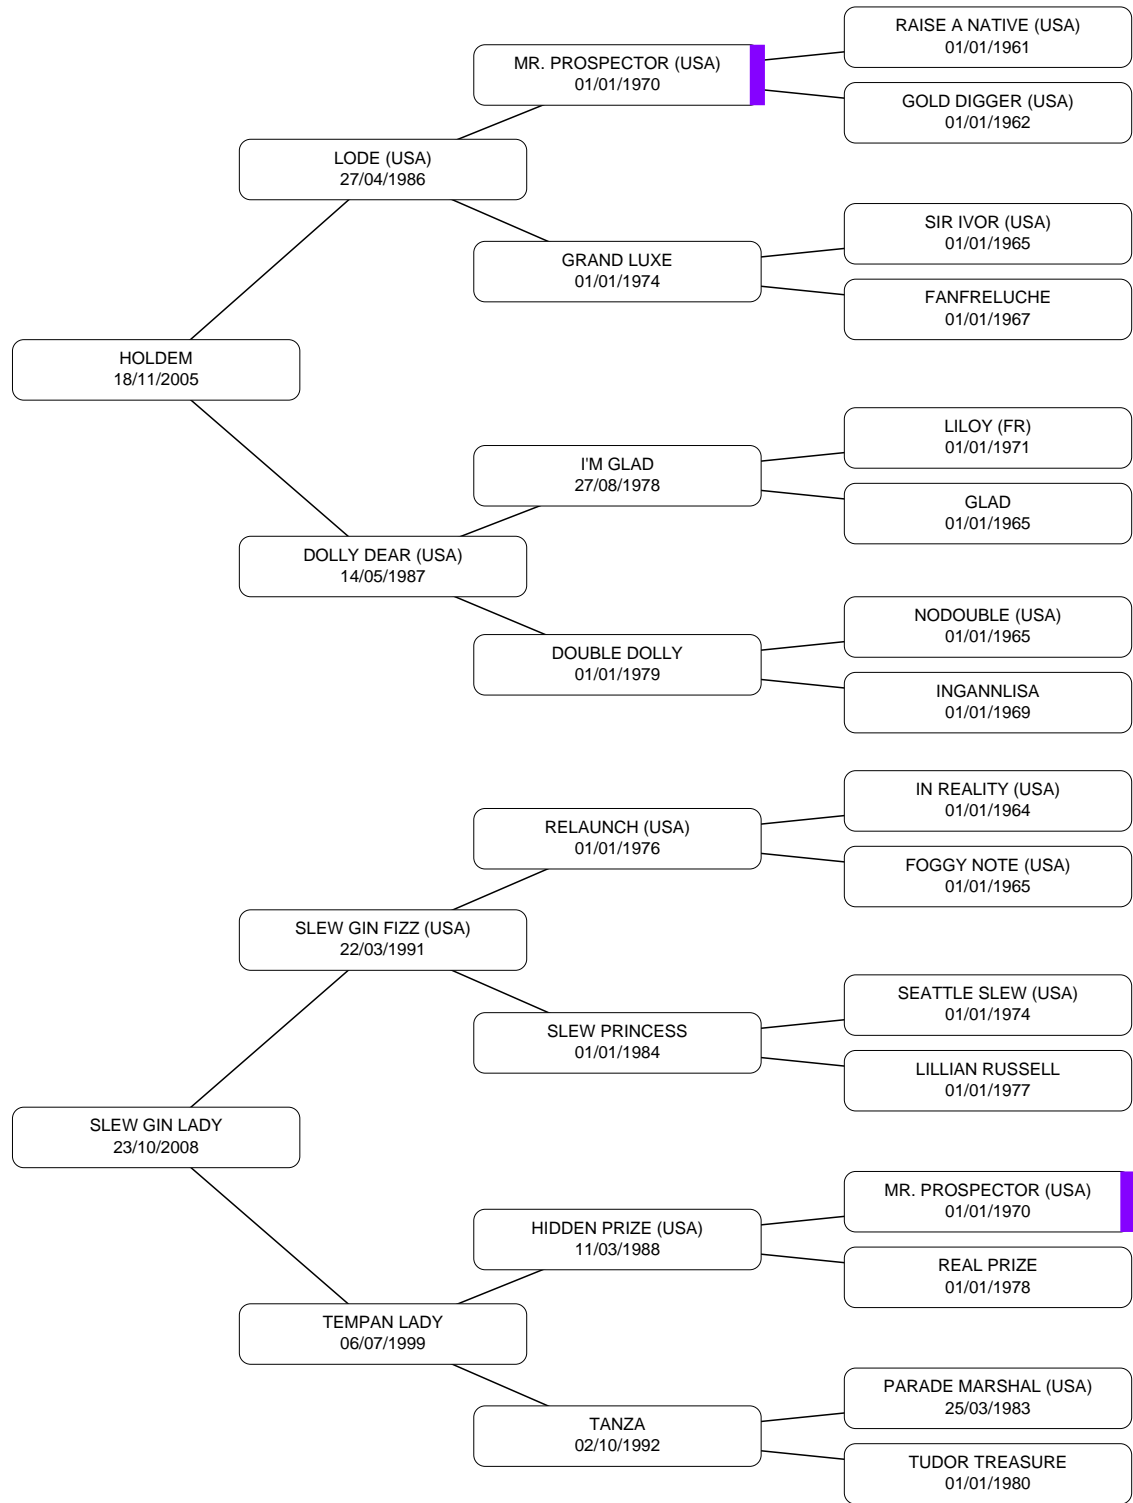 RAISE A NATIVE (USA)
01/01/1961
MR. PROSPECTOR (USA)
01/01/1970
GOLD DIGGER (USA)
01/01/1962
LODE (USA)
27/04/1986
SIR IVOR (USA)
01/01/1965
GRAND LUXE
01/01/1974
FANFRELUCHE
01/01/1967
HOLDEM
18/11/2005
LILOY (FR)
01/01/1971
I'M GLAD
27/08/1978
GLAD
01/01/1965
DOLLY DEAR (USA)
14/05/1987
NODOUBLE (USA)
01/01/1965
DOUBLE DOLLY
01/01/1979
INGANNLISA
01/01/1969
IN REALITY (USA)
01/01/1964
RELAUNCH (USA)
01/01/1976
FOGGY NOTE (USA)
01/01/1965
SLEW GIN FIZZ (USA)
22/03/1991
SEATTLE SLEW (USA)
01/01/1974
SLEW PRINCESS
01/01/1984
LILLIAN RUSSELL
01/01/1977
SLEW GIN LADY
23/10/2008
MR. PROSPECTOR (USA)
01/01/1970
HIDDEN PRIZE (USA)
11/03/1988
REAL PRIZE
01/01/1978
TEMPAN LADY
06/07/1999
PARADE MARSHAL (USA)
25/03/1983
TANZA
02/10/1992
TUDOR TREASURE
01/01/1980